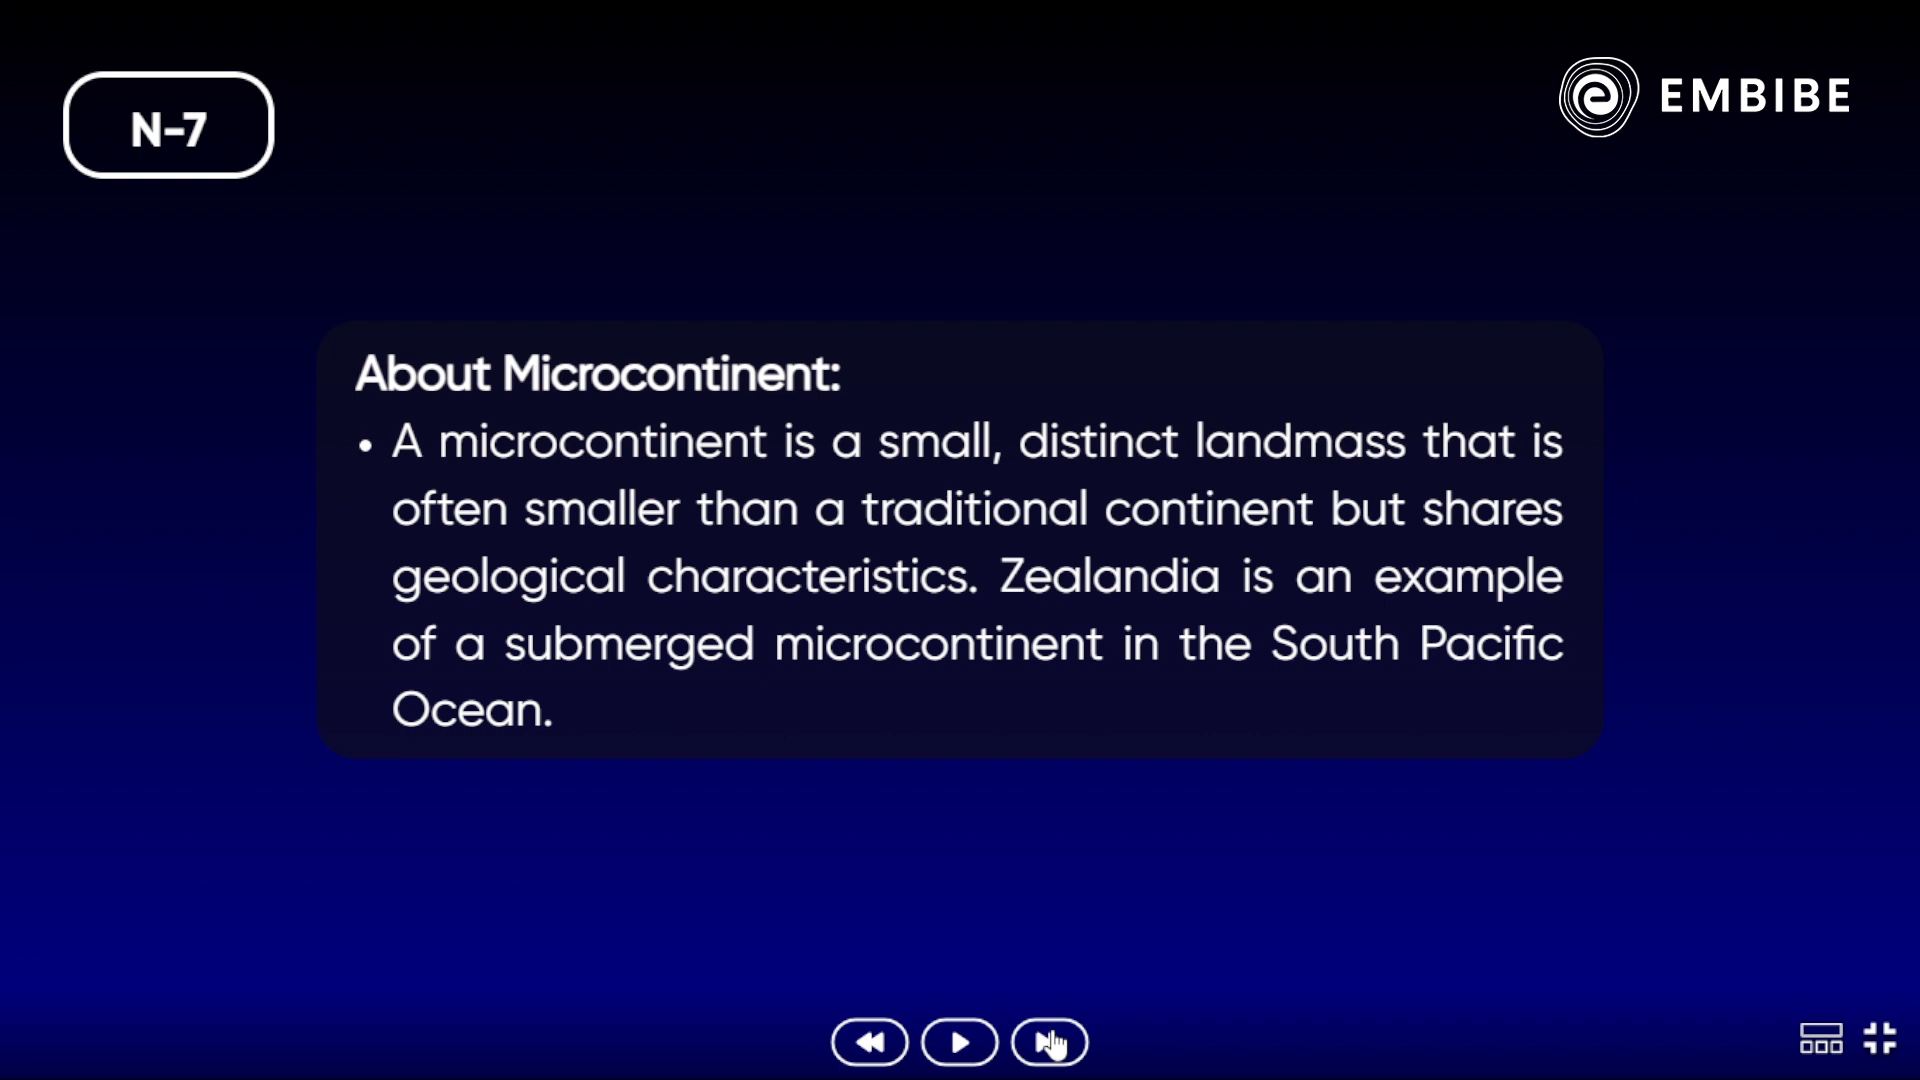 N-7
EMBIBE
About Microcontinent:
• A microcontinent is a small, distinct landmass that is
often smaller than a traditional continent but shares
geological characteristics. Zealandia is an example
of a submerged microcontinent in the South Pacific
Ocean.